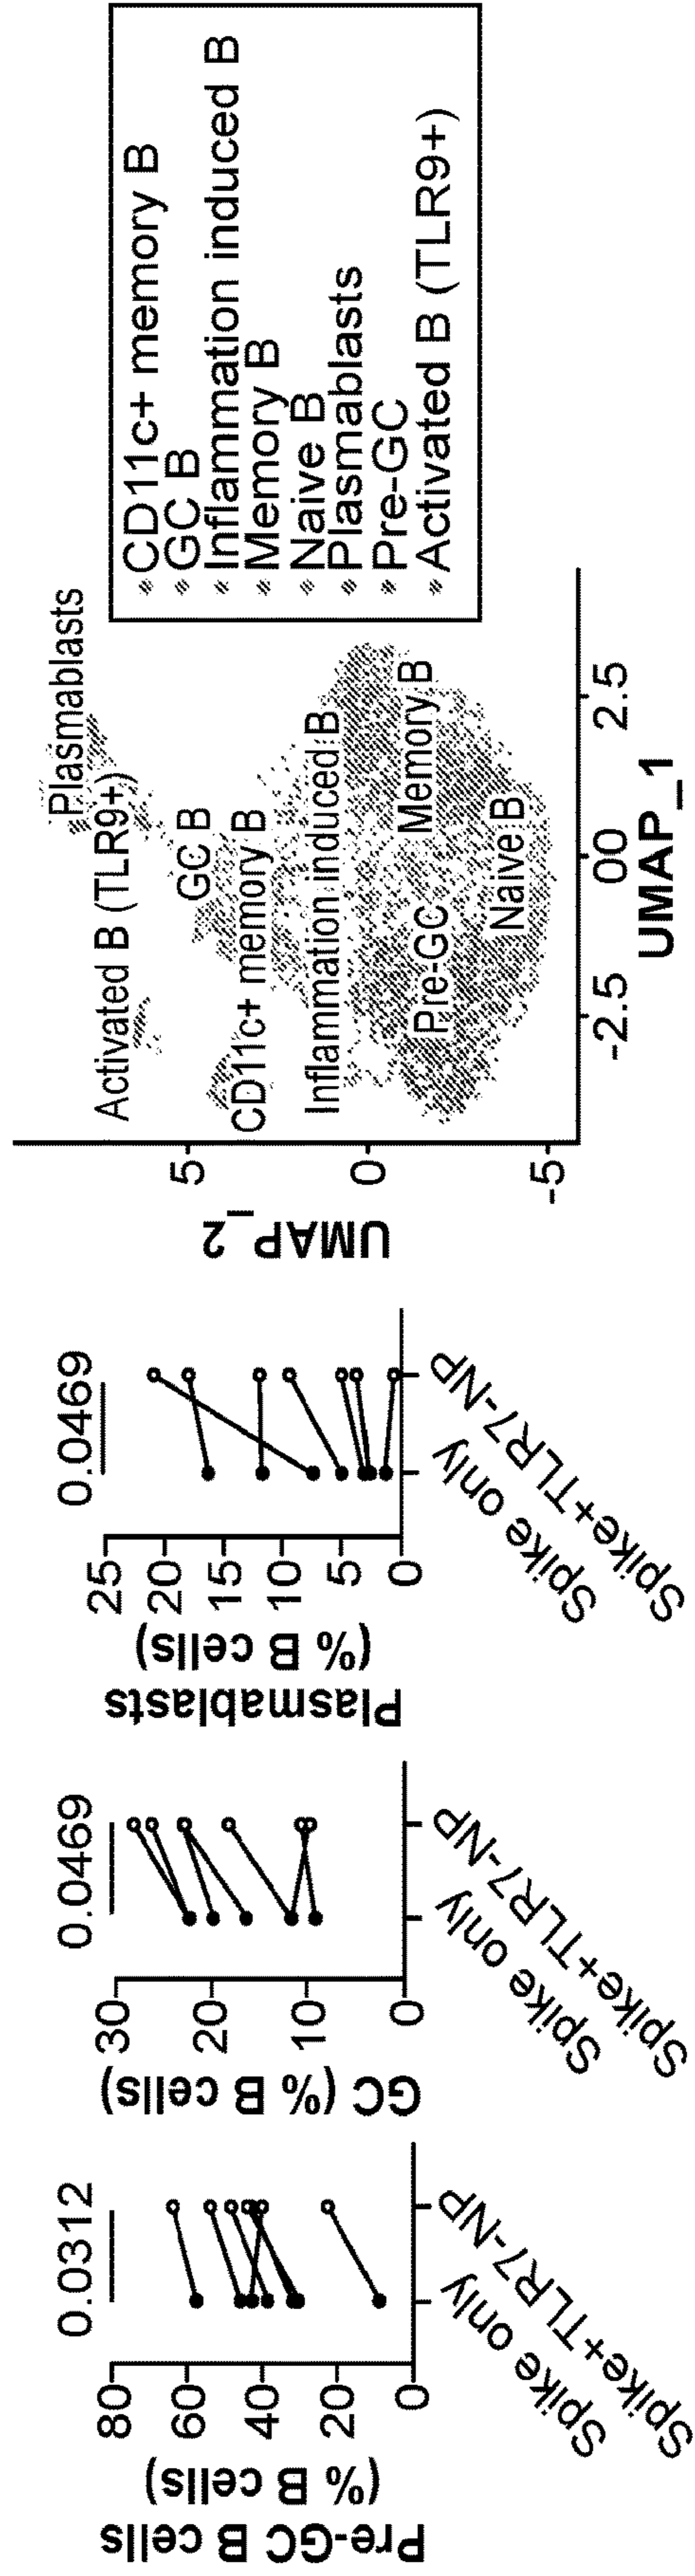 Pre-GC B cells
(% B cells)
80
60
40
20
0
0.0312
Spike only
Spike+TLR7-NP
GC (% B cells)
30
20
10
0
0.0469
Spike only
Spike+TLR7-NP
Plasmablasts
(% B cells)
25
20
15
10
5
0
0.0469
Spike only
Spike+TLR7-NP
UMAP_2
5
0
-5
Activated B (TLR9+)
Plasmablasts
GC B
CD11c+ memory B
Inflammation induced B
Memory B
Pre-GC
Naive B
-2.5
00
2.5
UMAP_1
CD11c+ memory B
GC B
Inflammation induced B
Memory B
Naive B
Plasmablasts
Pre-GC
Activated B (TLR9+)